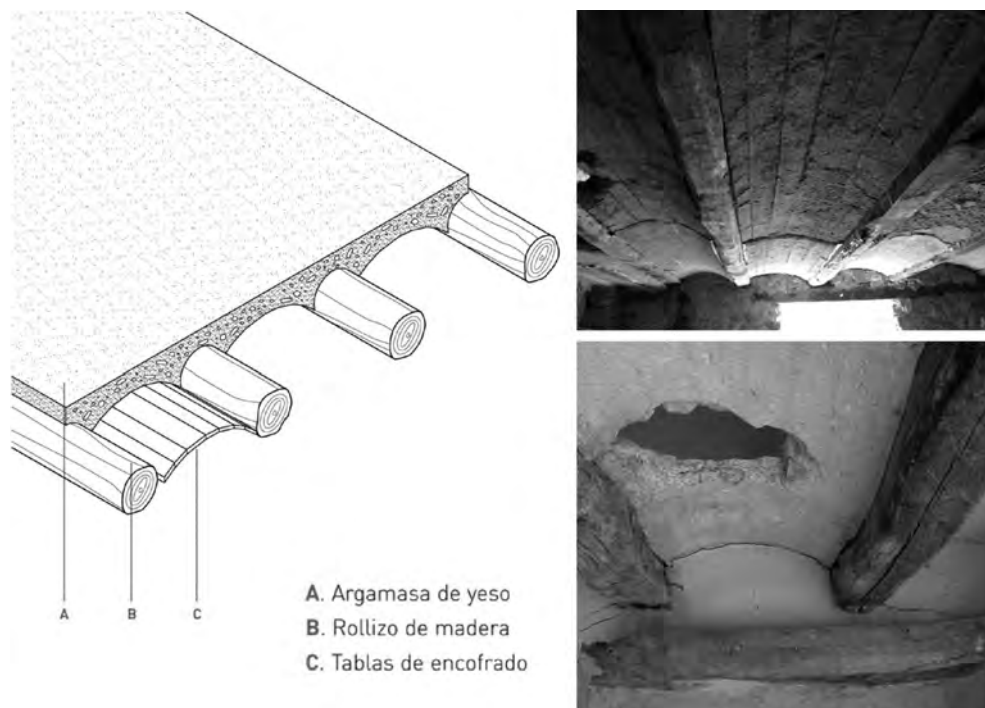 A B C
A. Argamasa de yeso
B. Rollizo de madera
C. Tablas de encofrado